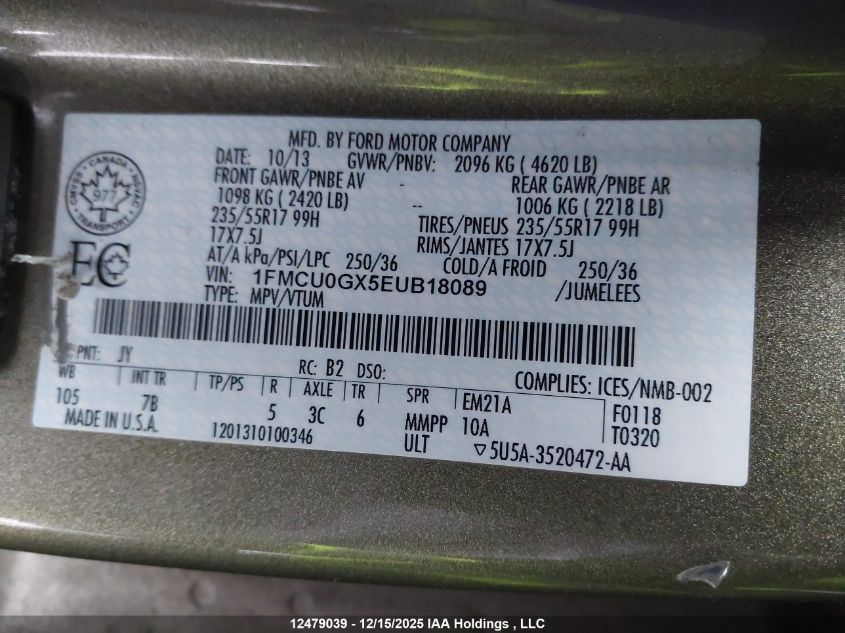 MFD. BY FORD MOTOR COMPANY
DATE: 10/13 GVWR/PNBV: 2096 KG ( 4620 LB)
FRONT GAWR/PNBE AV - REAR GAWR/PNBE AR
1098 KG ( 2420 LB) -- 1006 KG ( 2218 LB)
235/55R17 99H TIRES/PNEUS 235/55R17 99H
17X7.5J RIMS/JANTES 17X7.5J
AT/A kPa/PSI/LPC 250/36 COLD/A FROID 250/36
VIN: 1FMCU0GX5EUB18089 /JUMELEES
TYPE: MPV/VTUM
CANADA
977
TRANSPORT
EC
PNT: JY RC: B2 DSO: COMPLIES: ICES/NMB-002
WB INT TR TP/PS R AXLE TR SPR EM21A F0118
105 7B 5 3C 6 MMPP 10A T0320
MADE IN U.S.A. 1201310100346 ULT ▽5U5A-3520472-AA
12479039 - 12/15/2025 IAA Holdings , LLC